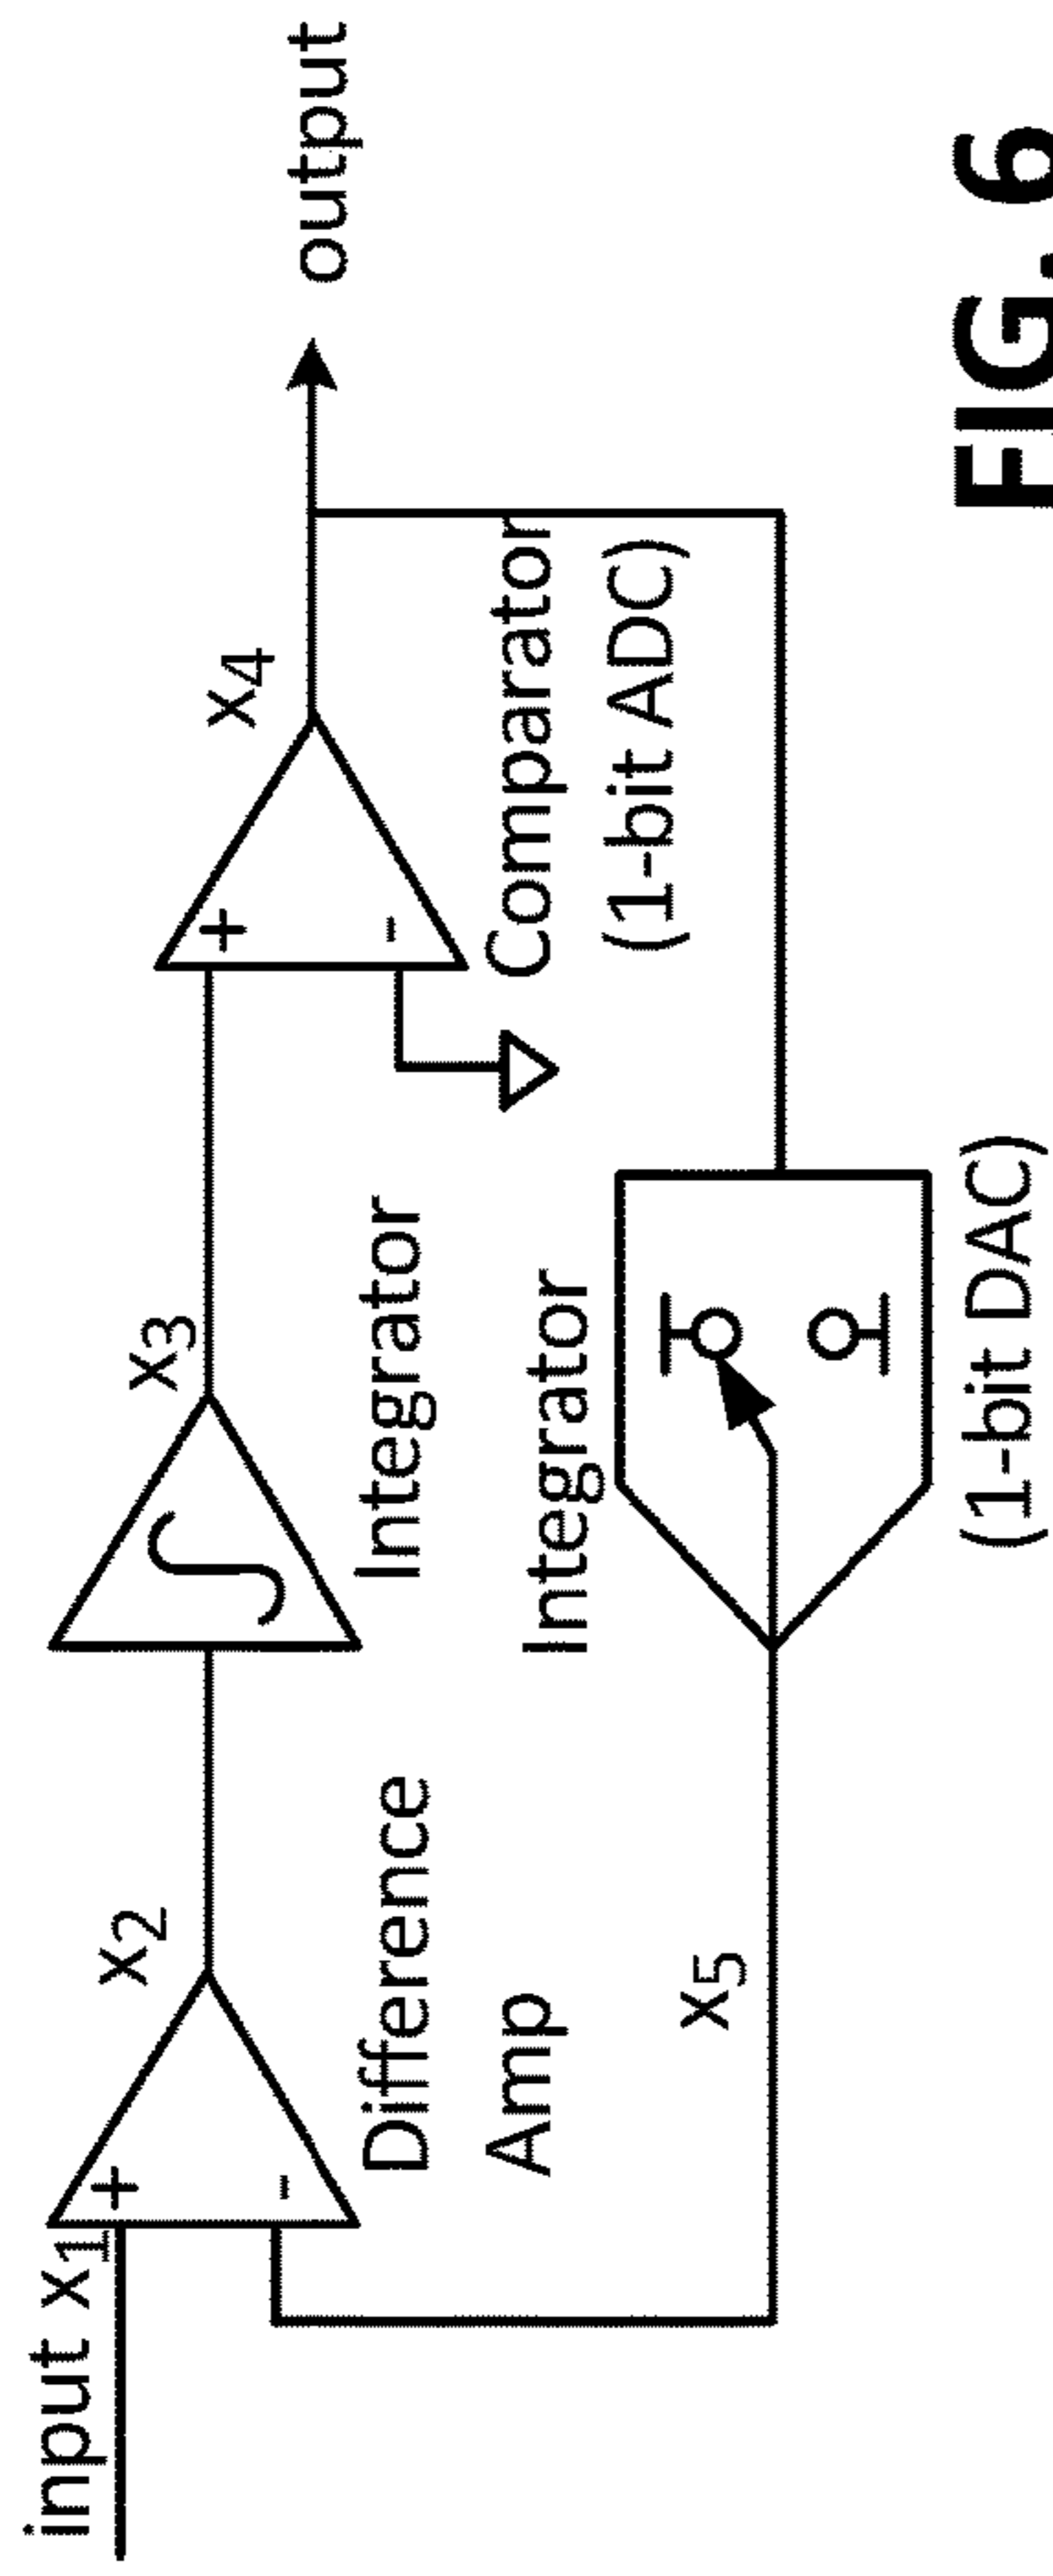 input x1
+
-
x2
Difference
Amp
x3
Integrator
+
-
x4
Comparator
(1-bit ADC)
output
x5
Integrator
(1-bit DAC)
FIG. 6